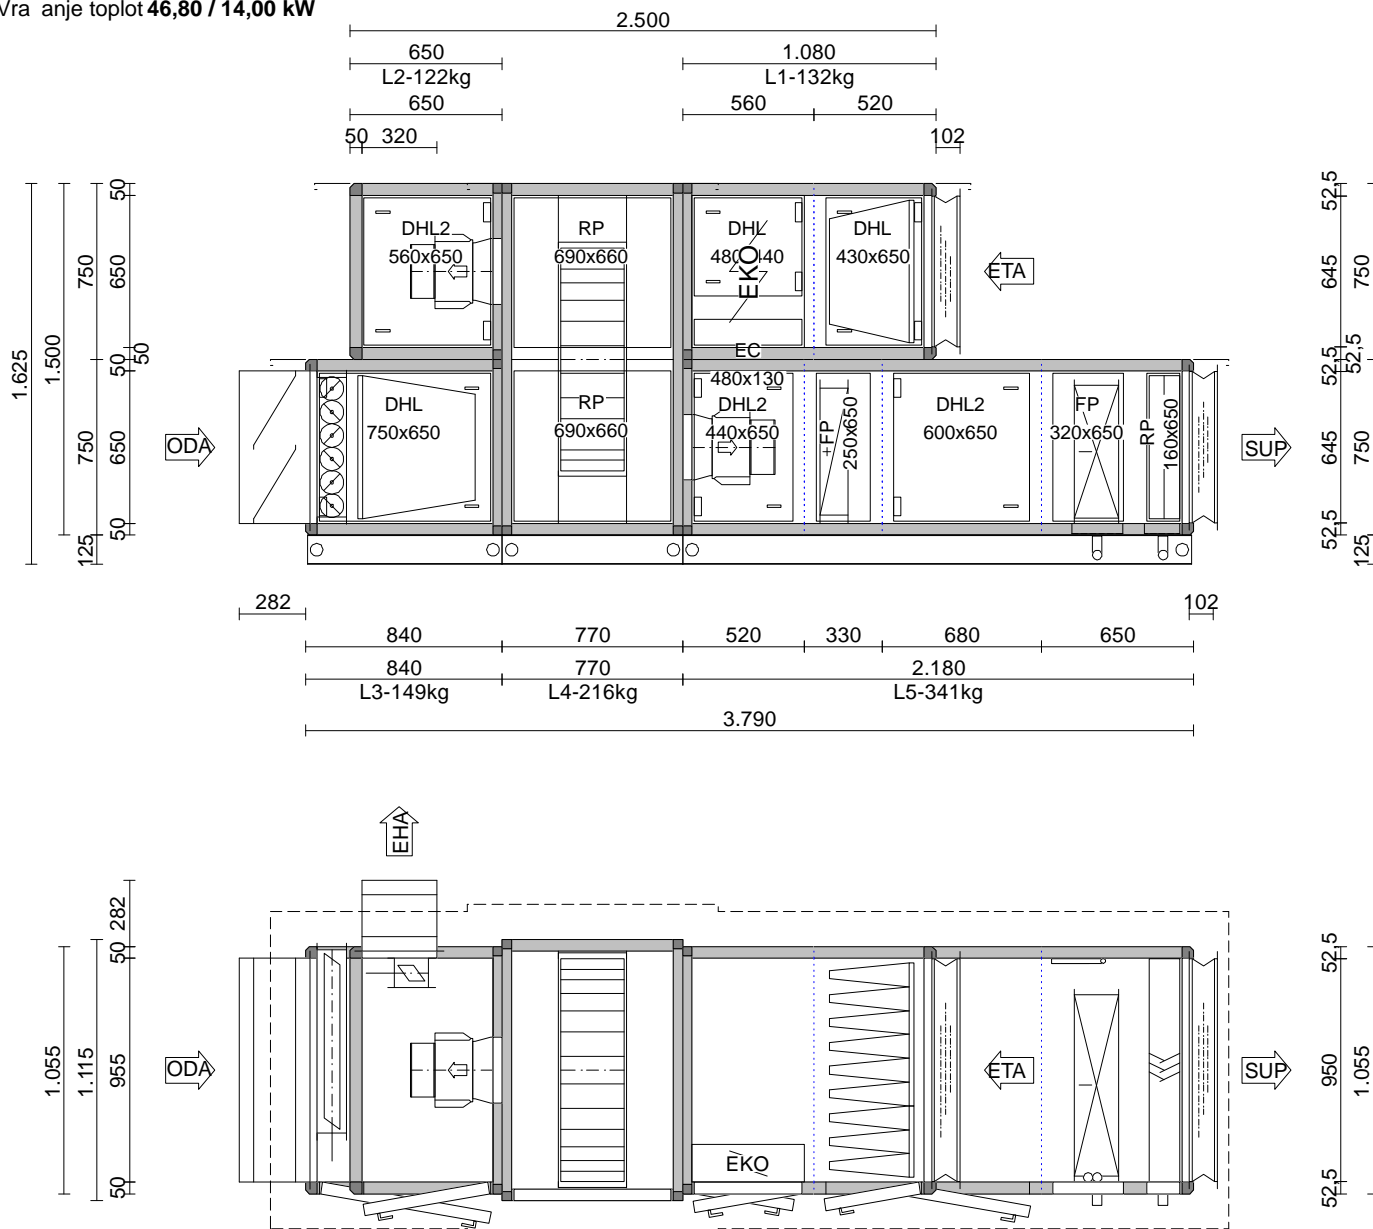 Vra anje toplot 46,80 / 14,00 kW
2.500
650
1.080
L2-122kg
L1-132kg
650
560
520
50
320
102
50
52,5
DHL2
560x650
RP
690x660
DHL
DHL
430x650
EKO
ETA
750
650
645
750
1.625
1.500
50
50
52,5
52,5
EC
480x130
ODA
DHL
750x650
RP
690x660
DHL2
440x650
+FP
250x650
DHL2
600x650
FP
320x650
RP
160x650
SUP
750
650
645
750
50
125
52,5
125
282
102
840
770
520
330
680
650
840
770
2.180
L3-149kg
L4-216kg
L5-341kg
3.790
EHA
282
50
52,5
ODA
ETA
SUP
1.055
1.115
955
950
1.055
EKO
50
52,5